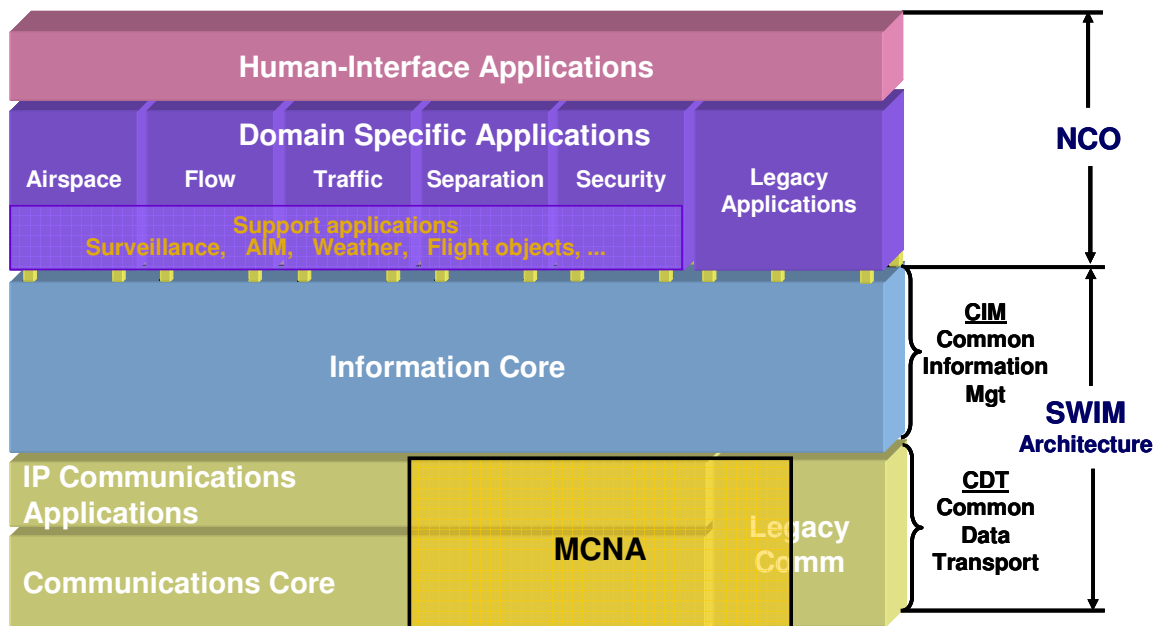 Human-Interface Applications
Domain Specific Applications
Airspace
Flow
Traffic
Separation
Security
Legacy
Applications
Support applications
Surveillance, AIM, Weather, Flight objects, ...
Information Core
IP Communications
Applications
Communications Core
MCNA
Legacy
Comm
NCO
CIM
Common
Information
Mgt
SWIM
Architecture
CDT
Common
Data
Transport